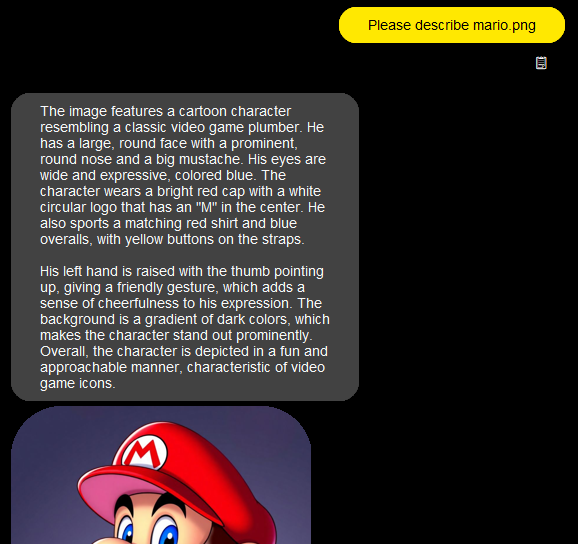 Please describe mario.png
The image features a cartoon character
resembling a classic video game plumber. He
has a large, round face with a prominent,
round nose and a big mustache. His eyes are
wide and expressive, colored blue. The
character wears a bright red cap with a white
circular logo that has an "M" in the center. He
also sports a matching red shirt and blue
overalls, with yellow buttons on the straps.
His left hand is raised with the thumb pointing
up, giving a friendly gesture, which adds a
sense of cheerfulness to his expression. The
background is a gradient of dark colors, which
makes the character stand out prominently.
Overall, the character is depicted in a fun and
approachable manner, characteristic of video
game icons.
M